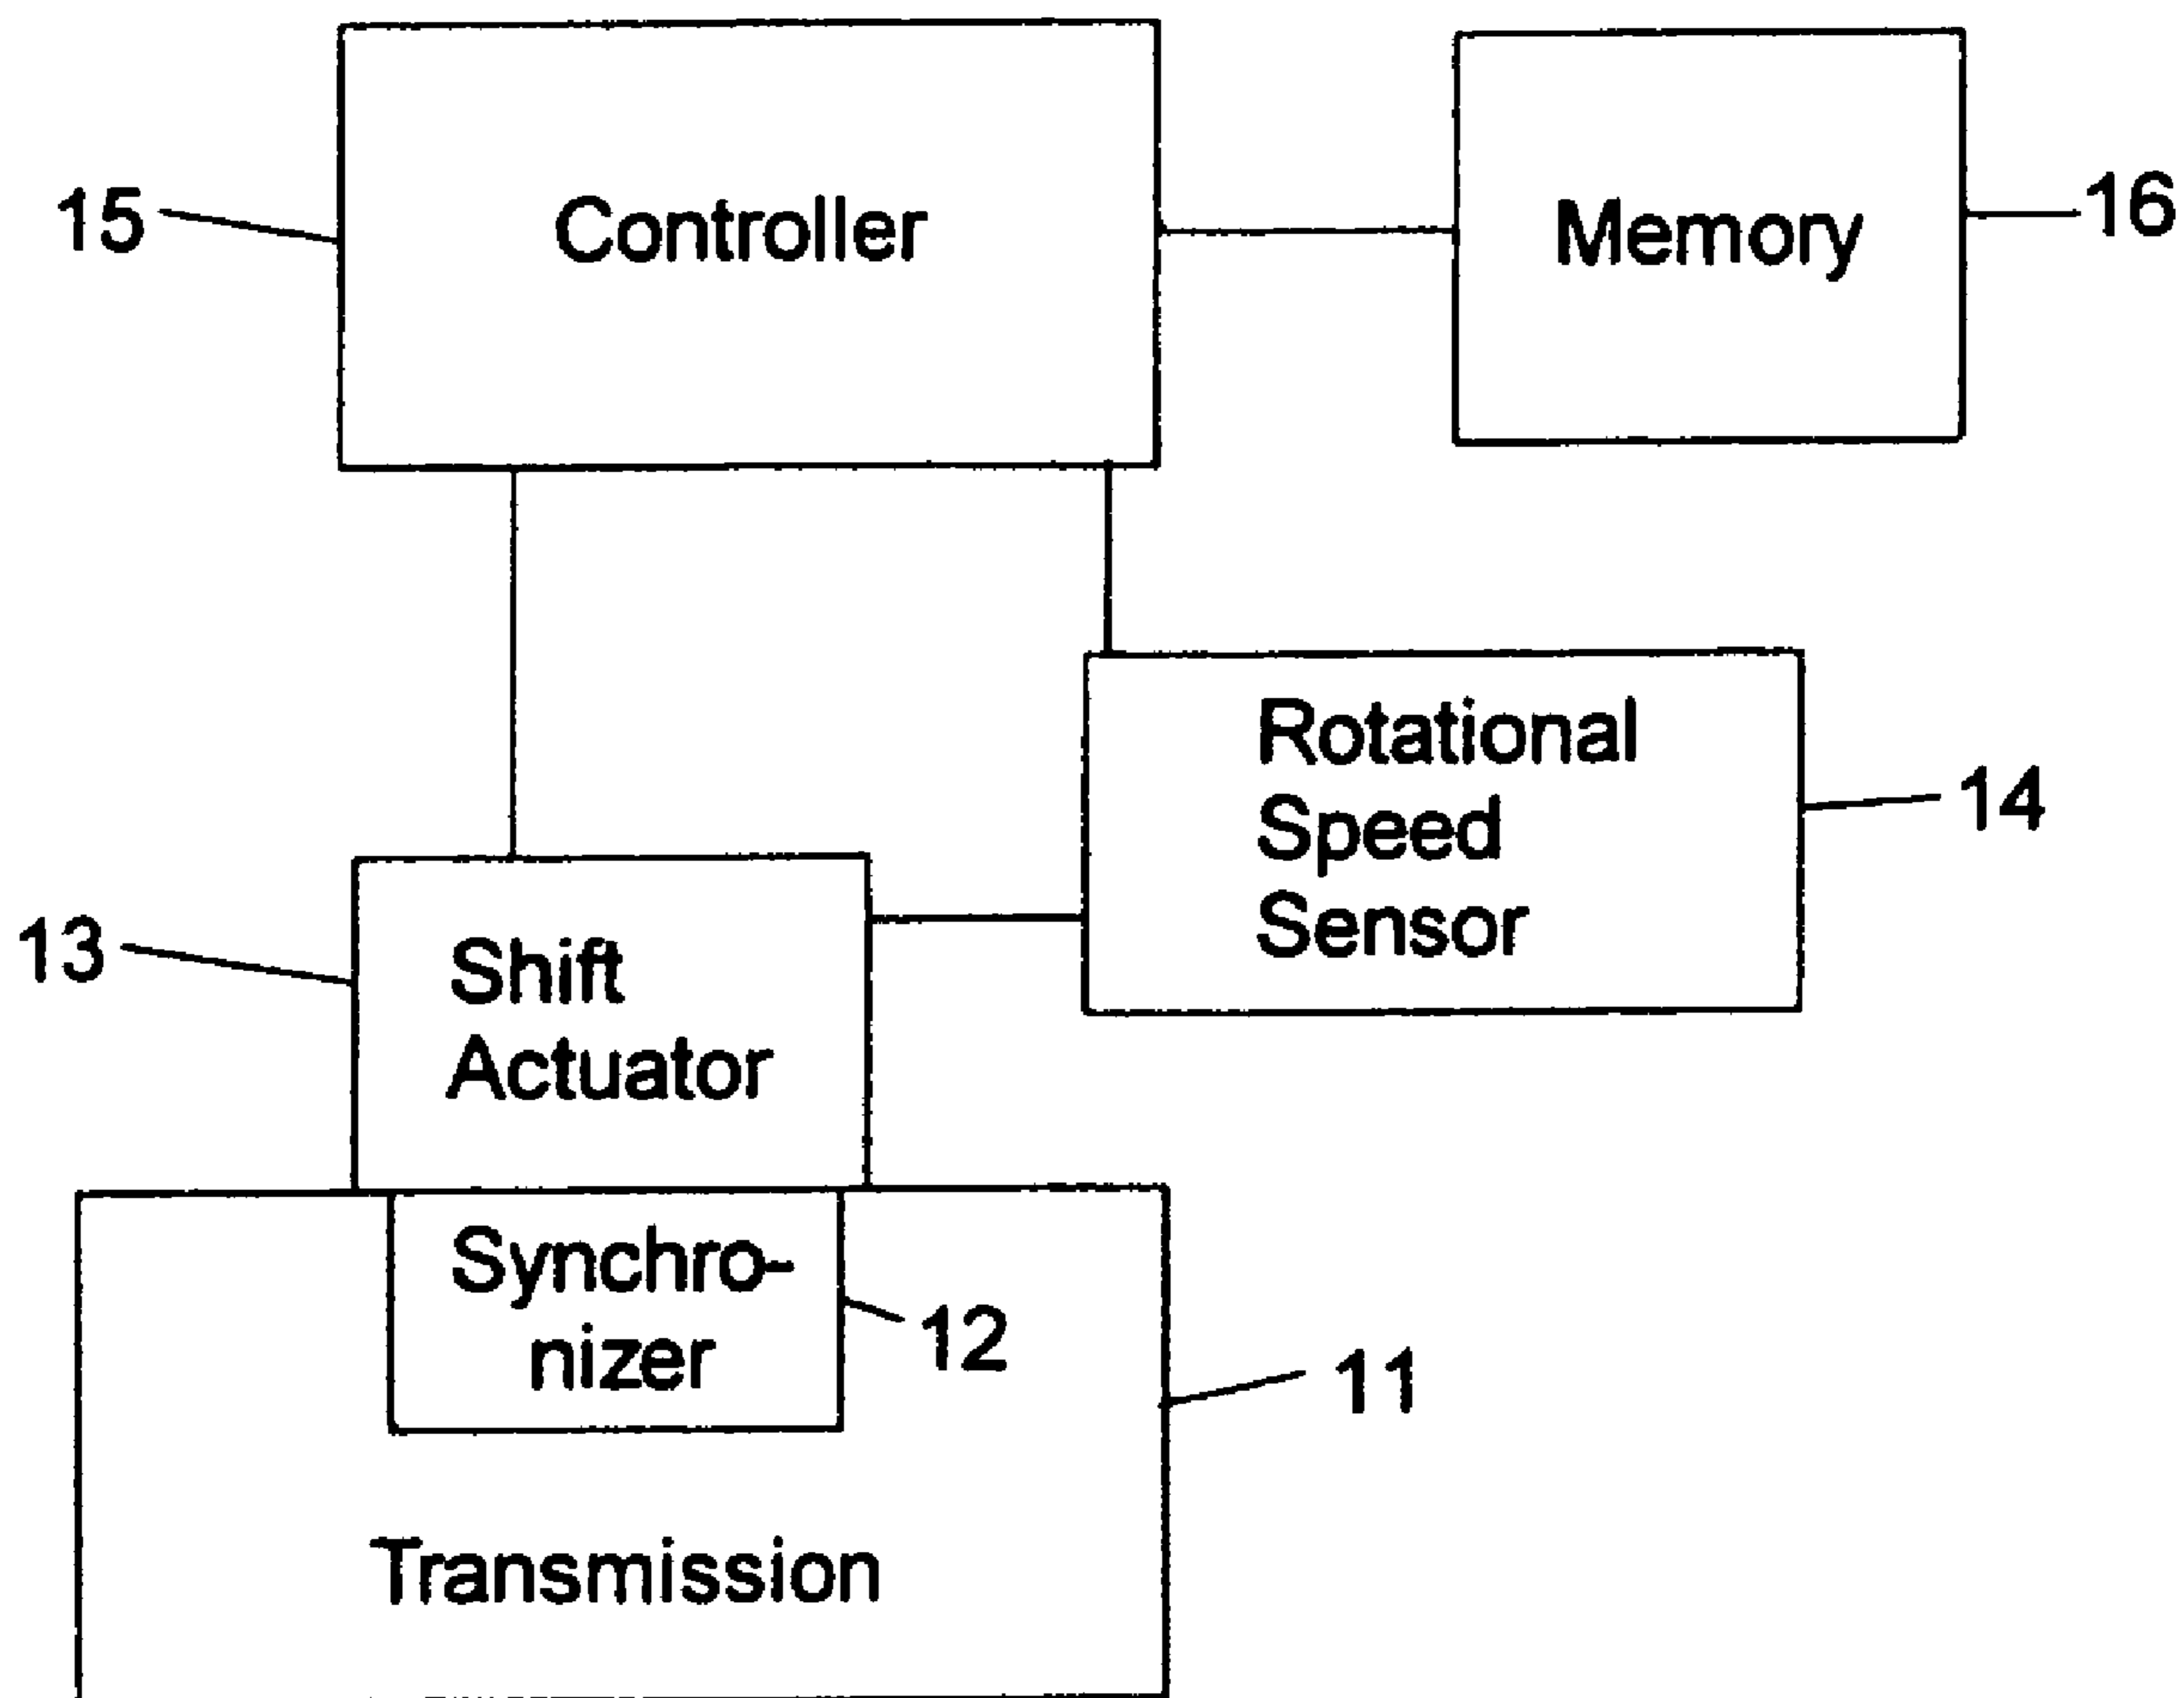 15
Controller
Memory
16
Rotational
Speed
Sensor
14
13
Shift
Actuator
Synchro-
nizer
12
11
Transmission